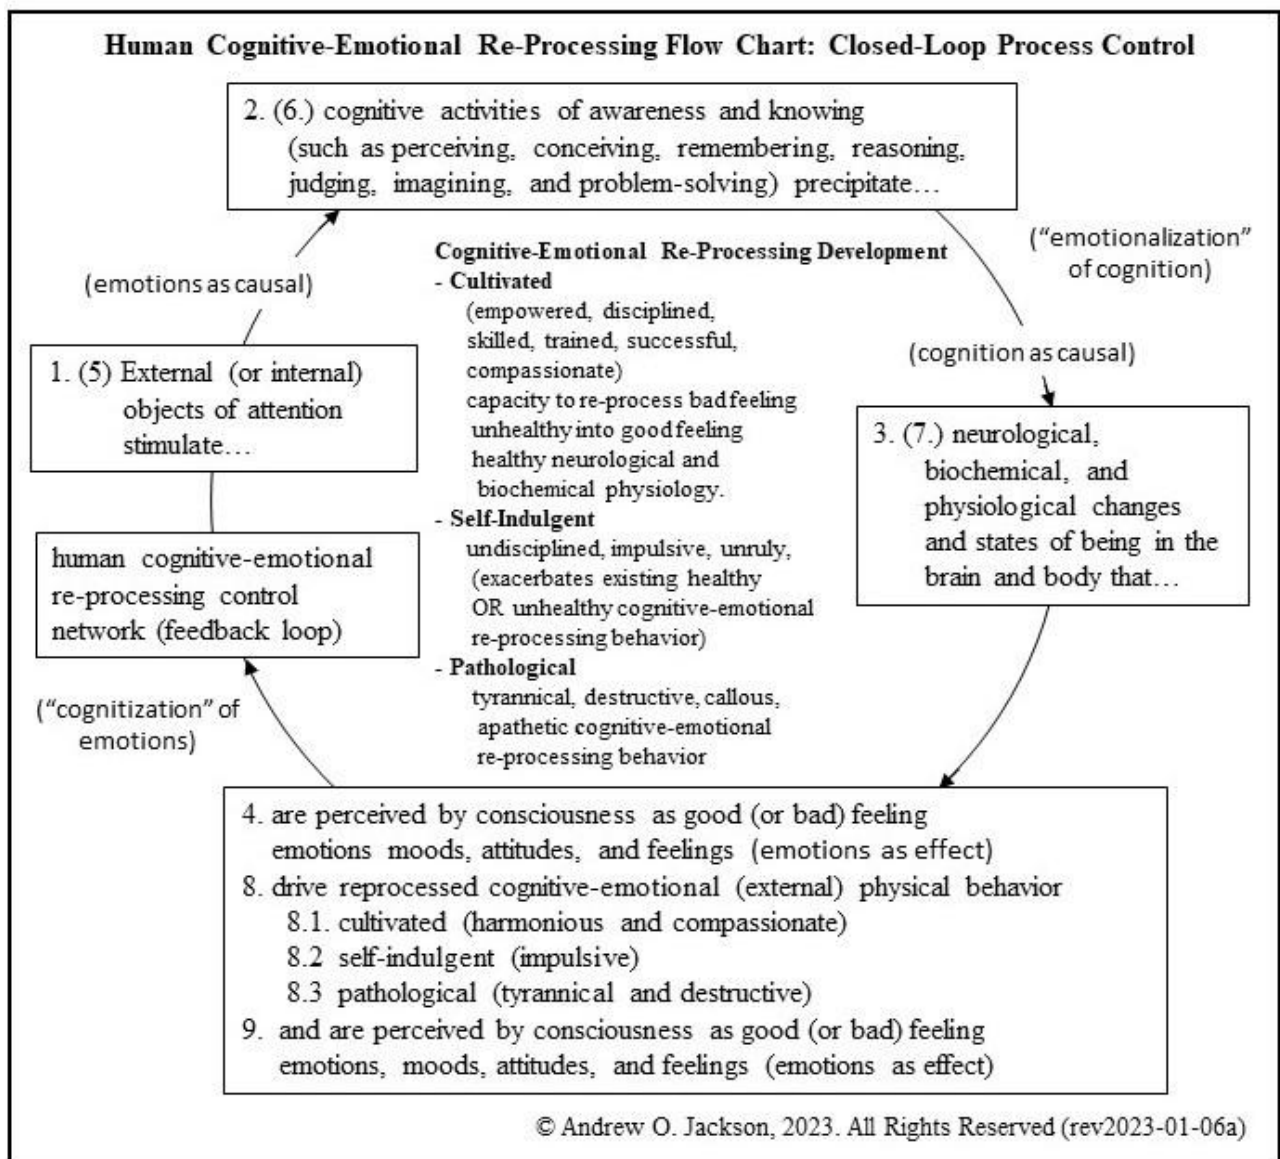 Human Cognitive-Emotional Re-Processing Flow Chart: Closed-Loop Process Control
2. (6.) cognitive activities of awareness and knowing
(such as perceiving, conceiving, remembering, reasoning,
judging, imagining, and problem-solving) precipitate…
("emotionalization"
of cognition)
(emotions as causal)
(cognition as causal)
1. (5) External (or internal)
objects of attention
stimulate…
Cognitive-Emotional Re-Processing Development
- Cultivated
(empowered, disciplined,
skilled, trained, successful,
compassionate)
capacity to re-process bad feeling
unhealthy into good feeling
healthy neurological and
biochemical physiology.
- Self-Indulgent
undisciplined, impulsive, unruly,
(exacerbates existing healthy
OR unhealthy cognitive-emotional
re-processing behavior)
- Pathological
tyrannical, destructive, callous,
apathetic cognitive-emotional
re-processing behavior
3. (7.) neurological,
biochemical, and
physiological changes
and states of being in the
brain and body that…
human cognitive-emotional
re-processing control
network (feedback loop)
("cognitization" of
emotions)
4. are perceived by consciousness as good (or bad) feeling
emotions moods, attitudes, and feelings (emotions as effect)
8. drive reprocessed cognitive-emotional (external) physical behavior
8.1. cultivated (harmonious and compassionate)
8.2 self-indulgent (impulsive)
8.3 pathological (tyrannical and destructive)
9. and are perceived by consciousness as good (or bad) feeling
emotions, moods, attitudes, and feelings (emotions as effect)
© Andrew O. Jackson, 2023. All Rights Reserved (rev2023-01-06a)